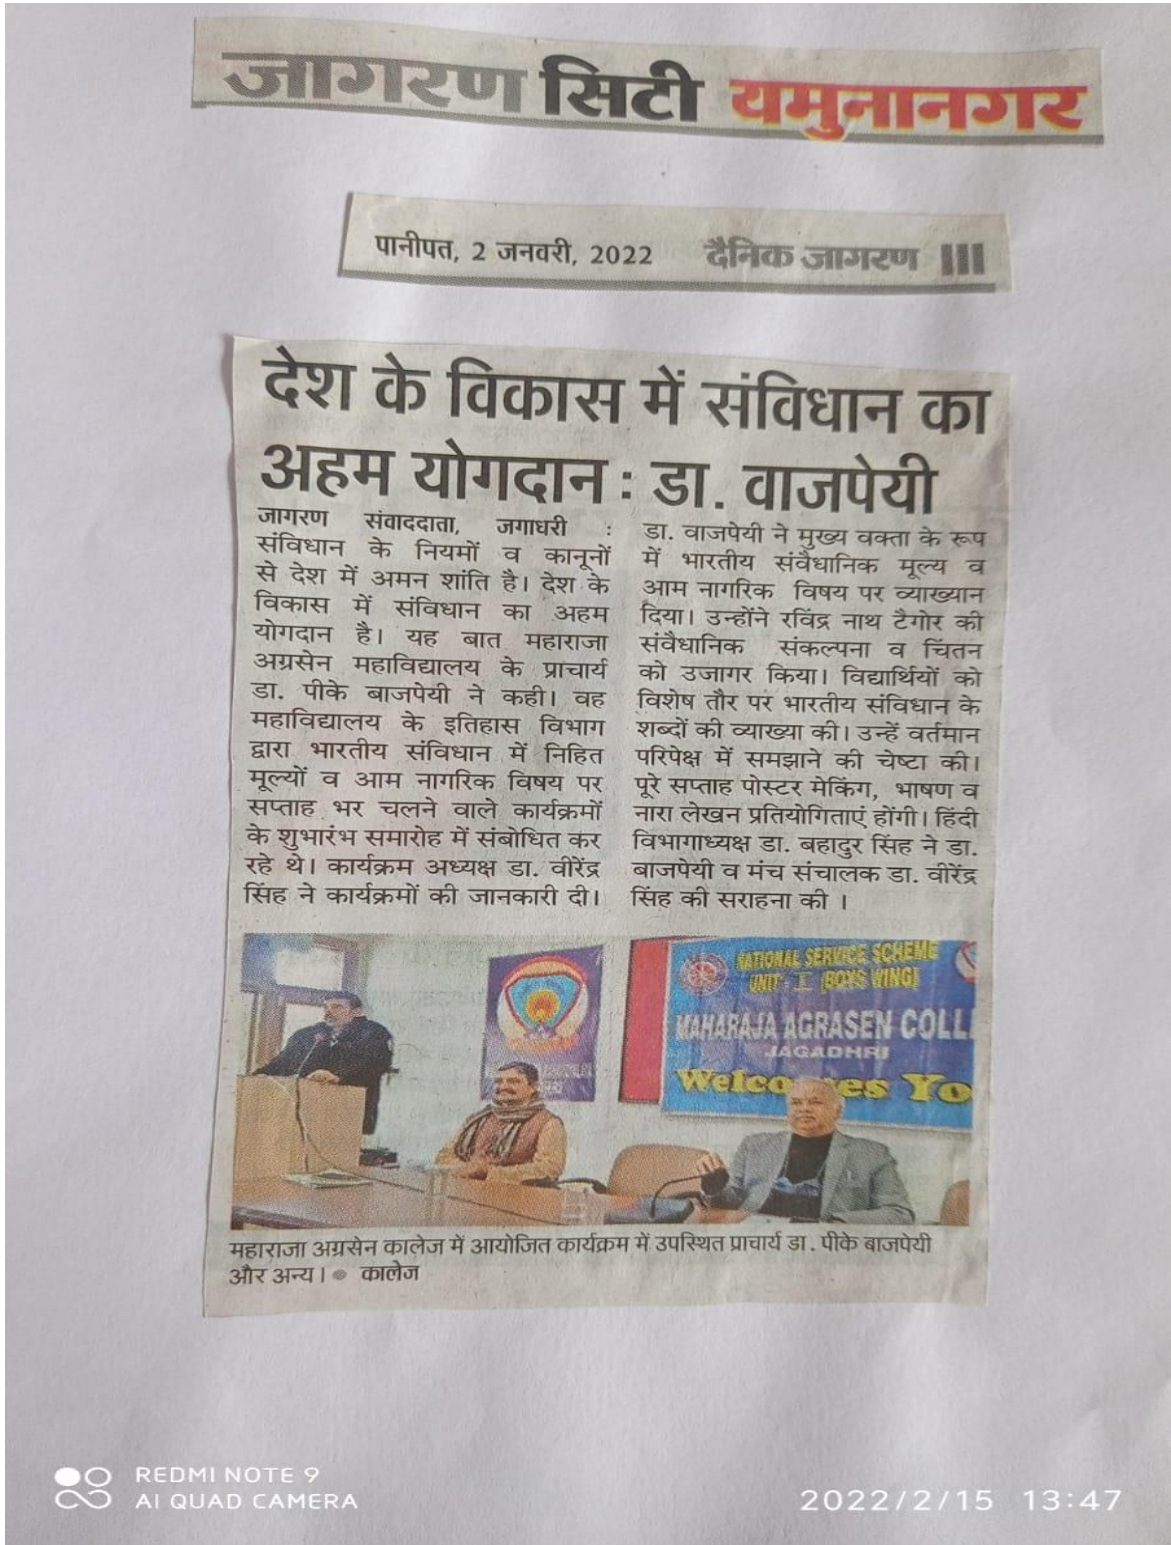 जागरण सिटी यमुनानगर
पानीपत, 2 जनवरी, 2022 दैनिक जागरण III
देश के विकास में संविधान का
अहम योगदान : डा. वाजपेयी
जागरण संवाददाता, जगाधरी :
संविधान के नियमों व कानूनों
से देश में अमन शांति है। देश के
विकास में संविधान का अहम
योगदान है। यह बात महाराजा
अग्रसेन महाविद्यालय के प्राचार्य
डा. पीके बाजपेयी ने कही। वह
महाविद्यालय के इतिहास विभाग
द्वारा भारतीय संविधान में निहित
मूल्यों व आम नागरिक विषय पर
सप्ताह भर चलने वाले कार्यक्रमों
के शुभारंभ समारोह में संबोधित कर
रहे थे। कार्यक्रम अध्यक्ष डा. वीरेंद्र
सिंह ने कार्यक्रमों की जानकारी दी।
डा. वाजपेयी ने मुख्य वक्ता के रूप
में भारतीय संवैधानिक मूल्य व
आम नागरिक विषय पर व्याख्यान
दिया। उन्होंने रविंद्र नाथ टैगोर की
संवैधानिक संकल्पना व चिंतन
को उजागर किया। विद्यार्थियों को
विशेष तौर पर भारतीय संविधान के
शब्दों की व्याख्या की। उन्हें वर्तमान
परिपेक्ष में समझाने की चेष्टा की।
पूरे सप्ताह पोस्टर मेकिंग, भाषण व
नारा लेखन प्रतियोगिताएं होंगी। हिंदी
विभागाध्यक्ष डा. बहादुर सिंह ने डा.
बाजपेयी व मंच संचालक डा. वीरेंद्र
सिंह की सराहना की ।
NATIONAL SERVICE SCHEME
UNIT - I (BOYS WING)
MAHARAJA AGRASEN COLL
JAGADHRI
Welco es Yo
महाराजा अग्रसेन कालेज में आयोजित कार्यक्रम में उपस्थित प्राचार्य डा. पीके बाजपेयी
और अन्य। ● कालेज
REDMI NOTE 9
AI QUAD CAMERA
2022/2/15 13:47